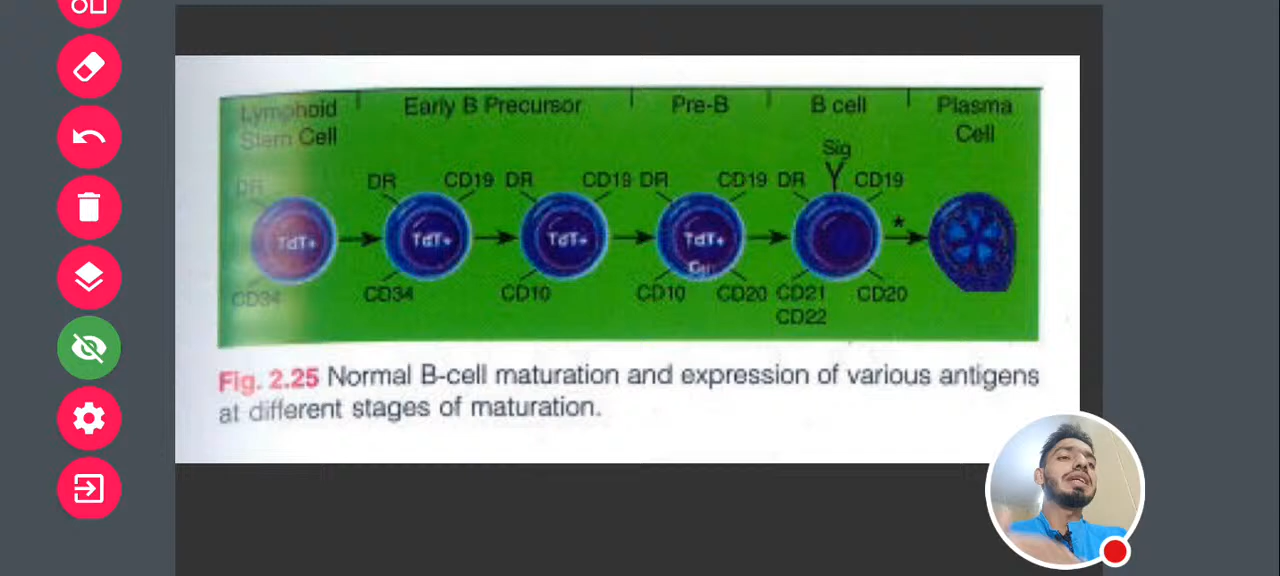 Lymphoid Stem Cell
Early B Precursor
Pre-B
B cell
Plasma Cell
SIg
DR
DR CD19
DR CD19
DR CD19
DR CD19
TdT+
TdT+
TdT+
TdT+
*
CD34
CD34
CD10
CD10 CD20
CD21 CD20
CD22
Fig. 2.25 Normal B-cell maturation and expression of various antigens
at different stages of maturation.